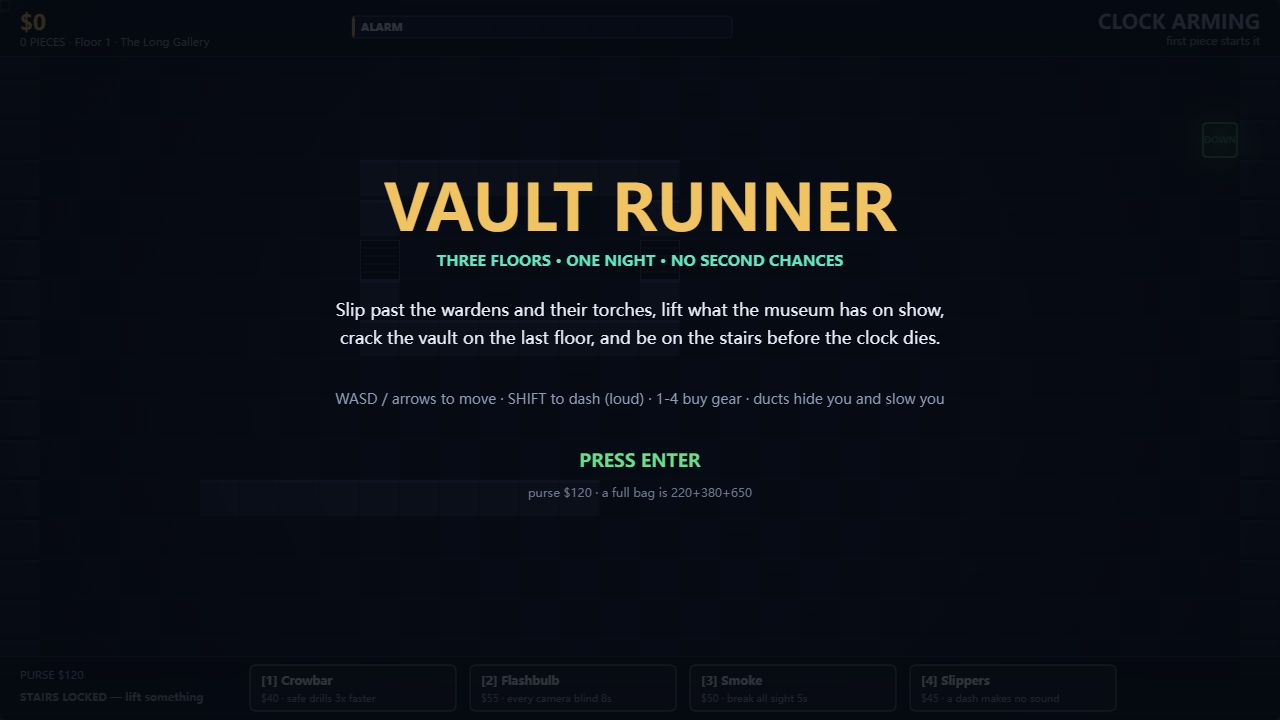 $0
0 PIECES · Floor 1 · The Long Gallery
ALARM
CLOCK ARMING
first piece starts it
DOWN
VAULT RUNNER
THREE FLOORS • ONE NIGHT • NO SECOND CHANCES
Slip past the wardens and their torches, lift what the museum has on show,
crack the vault on the last floor, and be on the stairs before the clock dies.
WASD / arrows to move · SHIFT to dash (loud) · 1-4 buy gear · ducts hide you and slow you
PRESS ENTER
purse $120 · a full bag is 220+380+650
PURSE $120
STAIRS LOCKED — lift something
[1] Crowbar
$40 · safe drills 3x faster
[2] Flashbulb
$55 · every camera blind 8s
[3] Smoke
$50 · break all sight 5s
[4] Slippers
$45 · a dash makes no sound